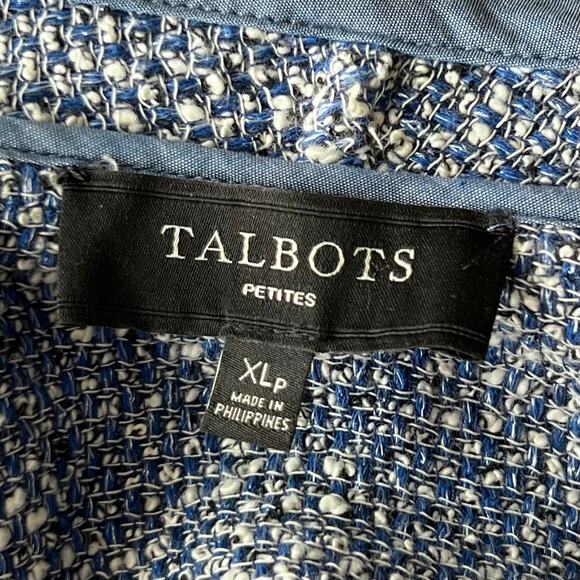 TALBOTS
PETITES
XLP
MADE IN
PHILIPPINES